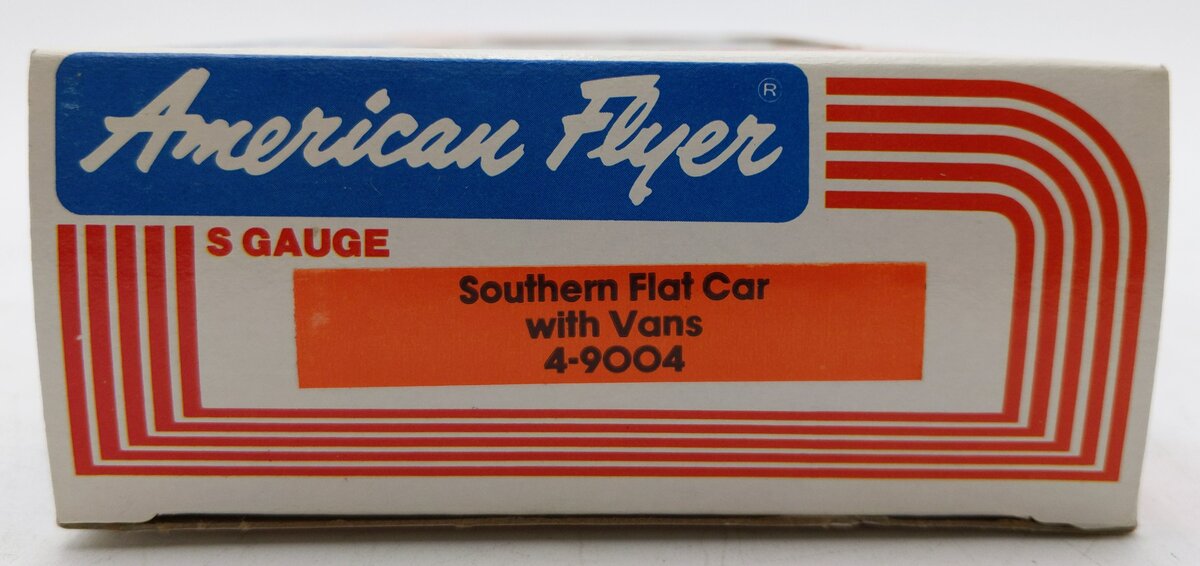 American Flyer ®
S GAUGE
Southern Flat Car
with Vans
4-9004